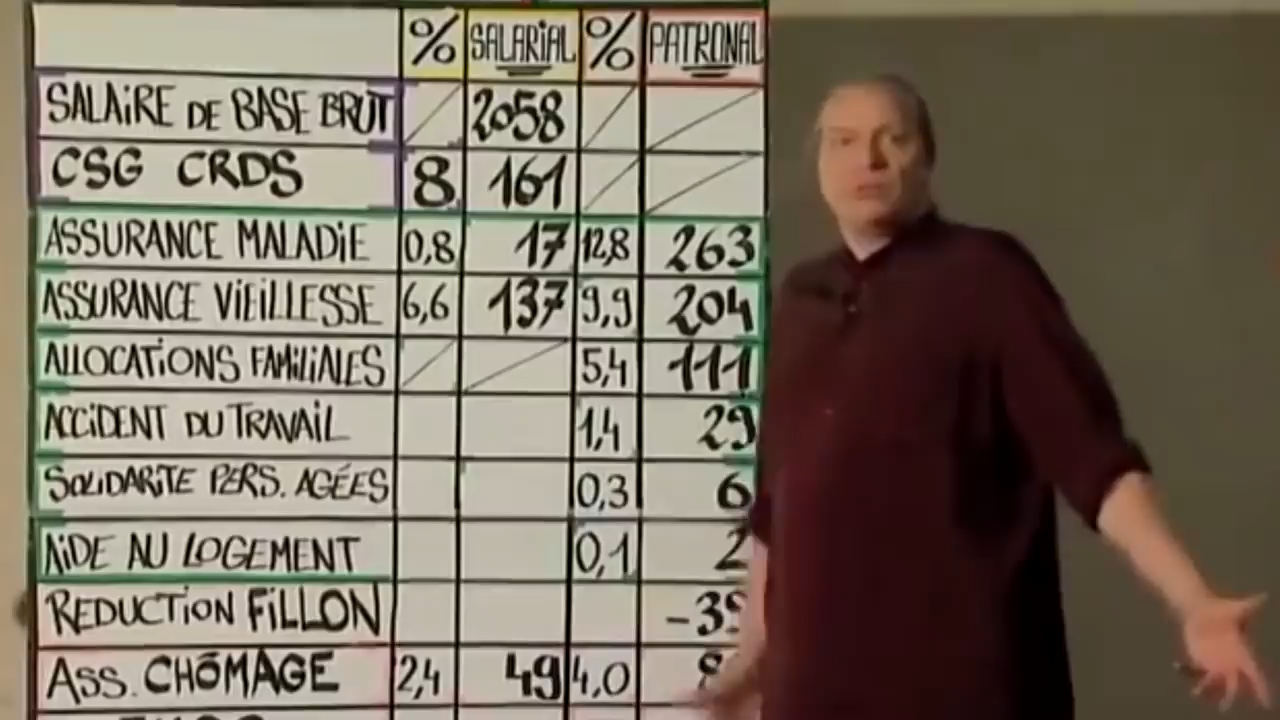 % SALARIAL % PATRONAL
SALAIRE DE BASE BRUT 2058
CSG CRDS 8 161
ASSURANCE MALADIE 0,8 17 12,8 263
ASSURANCE VIEILLESSE 6,6 137 9,9 204
ALLOCATIONS FAMILIALES 5,4 111
ACCIDENT DU TRAVAIL 1,4 29
SOLIDARITE PERS. AGÉES 0,3 6
AIDE AU LOGEMENT 0,1 2
REDUCTION FILLON
ASS. CHÔMAGE 2,4 49 4,0